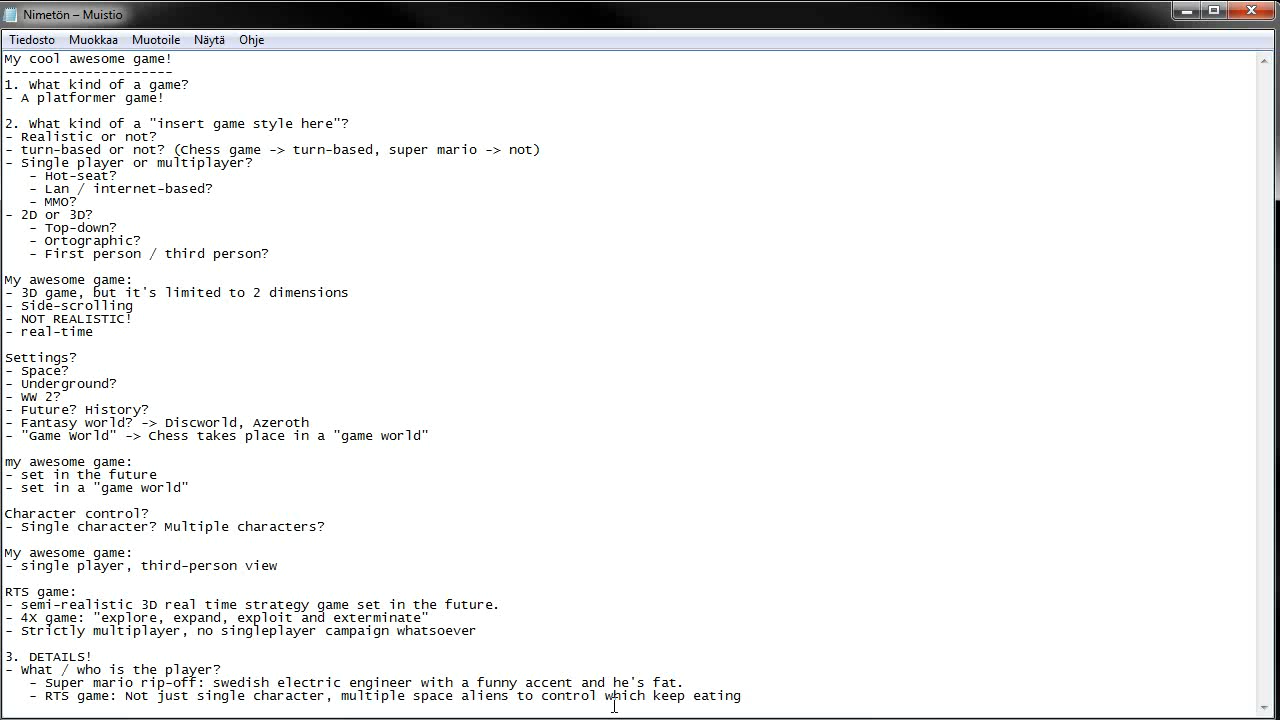 Nimetön – Muistio
Tiedosto Muokkaa Muotoile Näytä Ohje
My cool awesome game!
---------------------
1. What kind of a game?
- A platformer game!
2. What kind of a "insert game style here"?
- Realistic or not?
- turn-based or not? (Chess game -> turn-based, super mario -> not)
- Single player or multiplayer?
- Hot-seat?
- Lan / internet-based?
- MMO?
- 2D or 3D?
- Top-down?
- Ortographic?
- First person / third person?
My awesome game:
- 3D game, but it's limited to 2 dimensions
- Side-scrolling
- NOT REALISTIC!
- real-time
Settings?
- Space?
- Underground?
- WW 2?
- Future? History?
- Fantasy world? -> Discworld, Azeroth
- "Game World" -> Chess takes place in a "game world"
my awesome game:
- set in the future
- set in a "game world"
Character control?
- Single character? Multiple characters?
My awesome game:
- single player, third-person view
RTS game:
- semi-realistic 3D real time strategy game set in the future.
- 4X game: "explore, expand, exploit and exterminate"
- Strictly multiplayer, no singleplayer campaign whatsoever
3. DETAILS!
- What / who is the player?
- Super mario rip-off: swedish electric engineer with a funny accent and he's fat.
- RTS game: Not just single character, multiple space aliens to control which keep eating